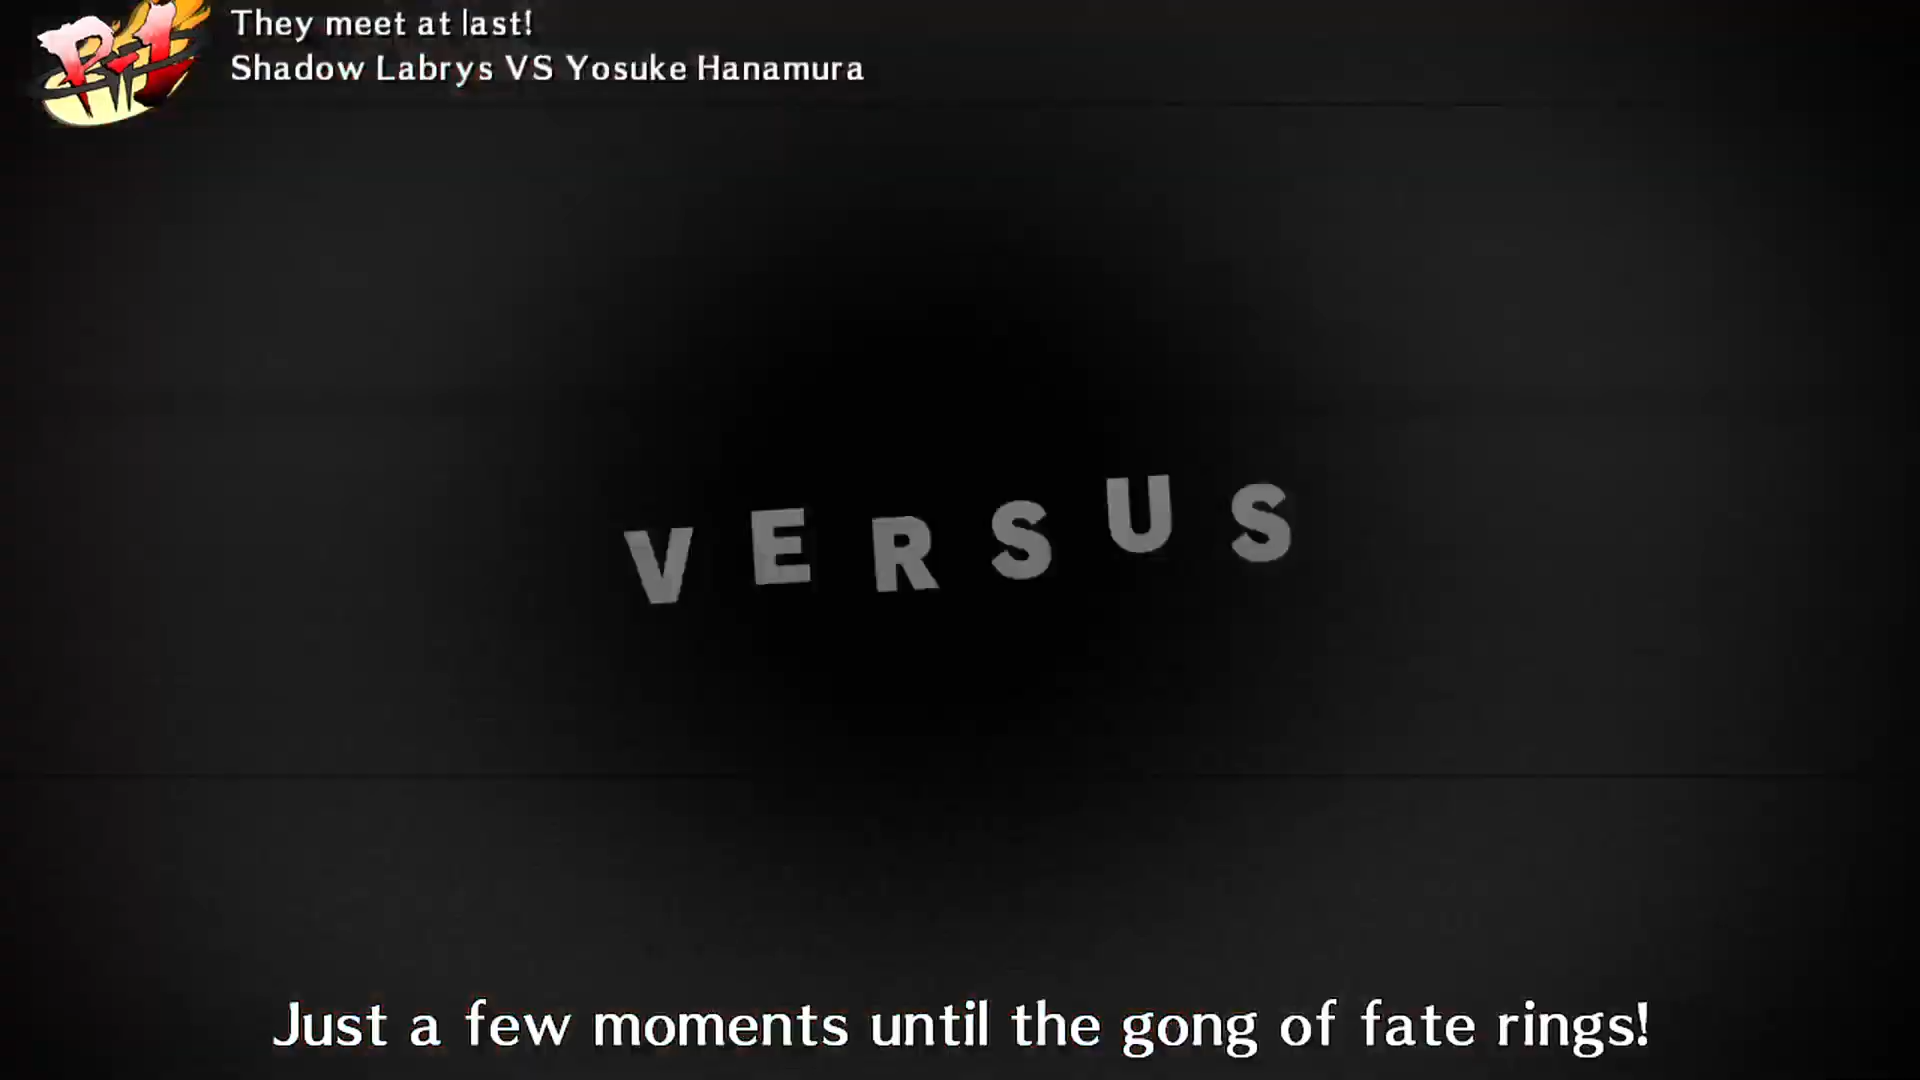 P-1
They meet at last!
Shadow Labrys VS Yosuke Hanamura
VERSUS
Just a few moments until the gong of fate rings!